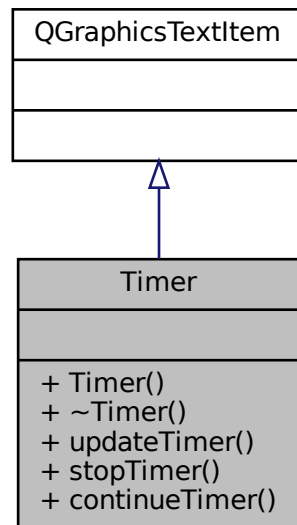 QGraphicsTextItem
Timer
+ Timer()
+ ~Timer()
+ updateTimer()
+ stopTimer()
+ continueTimer()